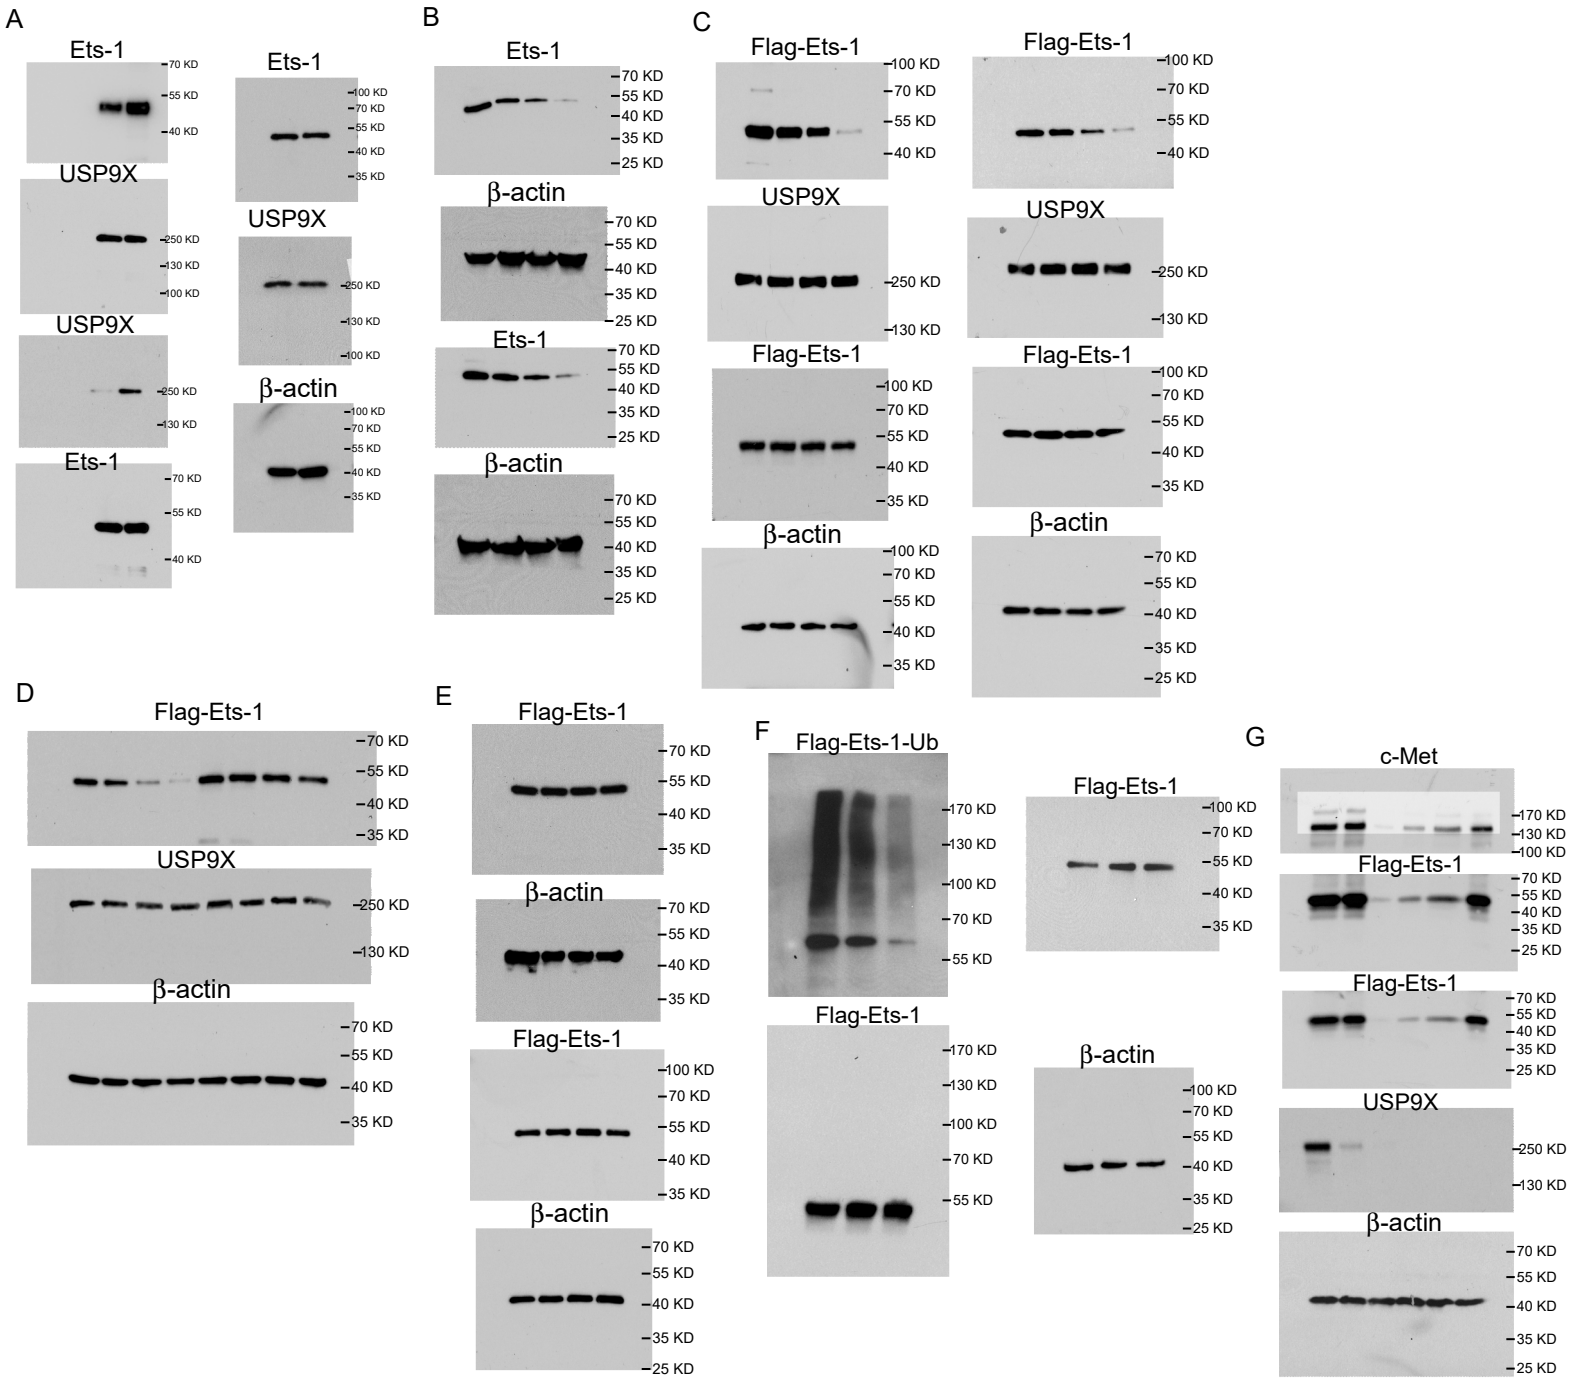 A
Ets-1
70 KD
55 KD
40 KD
USP9X
250 KD
130 KD
100 KD
USP9X
250 KD
130 KD
Ets-1
70 KD
55 KD
40 KD
Ets-1
100 KD
70 KD
55 KD
40 KD
35 KD
USP9X
250 KD
130 KD
100 KD
β-actin
100 KD
70 KD
55 KD
40 KD
35 KD
B
Ets-1
70 KD
55 KD
40 KD
35 KD
25 KD
β-actin
70 KD
55 KD
40 KD
35 KD
25 KD
Ets-1
70 KD
55 KD
40 KD
35 KD
25 KD
β-actin
70 KD
55 KD
40 KD
35 KD
25 KD
C
Flag-Ets-1
100 KD
70 KD
55 KD
40 KD
USP9X
250 KD
130 KD
Flag-Ets-1
100 KD
70 KD
55 KD
40 KD
35 KD
β-actin
100 KD
70 KD
55 KD
40 KD
35 KD
Flag-Ets-1
100 KD
70 KD
55 KD
40 KD
USP9X
250 KD
130 KD
Flag-Ets-1
100 KD
70 KD
55 KD
40 KD
35 KD
β-actin
70 KD
55 KD
40 KD
35 KD
25 KD
D
Flag-Ets-1
70 KD
55 KD
40 KD
35 KD
USP9X
250 KD
130 KD
β-actin
70 KD
55 KD
40 KD
35 KD
E
Flag-Ets-1
70 KD
55 KD
40 KD
35 KD
β-actin
70 KD
55 KD
40 KD
35 KD
Flag-Ets-1
100 KD
70 KD
55 KD
40 KD
35 KD
β-actin
70 KD
55 KD
40 KD
35 KD
25 KD
F
Flag-Ets-1-Ub
170 KD
130 KD
100 KD
70 KD
55 KD
Flag-Ets-1
170 KD
130 KD
100 KD
70 KD
55 KD
Flag-Ets-1
100 KD
70 KD
55 KD
40 KD
35 KD
β-actin
100 KD
70 KD
55 KD
40 KD
35 KD
25 KD
G
c-Met
170 KD
130 KD
100 KD
Flag-Ets-1
70 KD
55 KD
40 KD
35 KD
25 KD
Flag-Ets-1
70 KD
55 KD
40 KD
35 KD
25 KD
USP9X
250 KD
130 KD
β-actin
70 KD
55 KD
40 KD
35 KD
25 KD